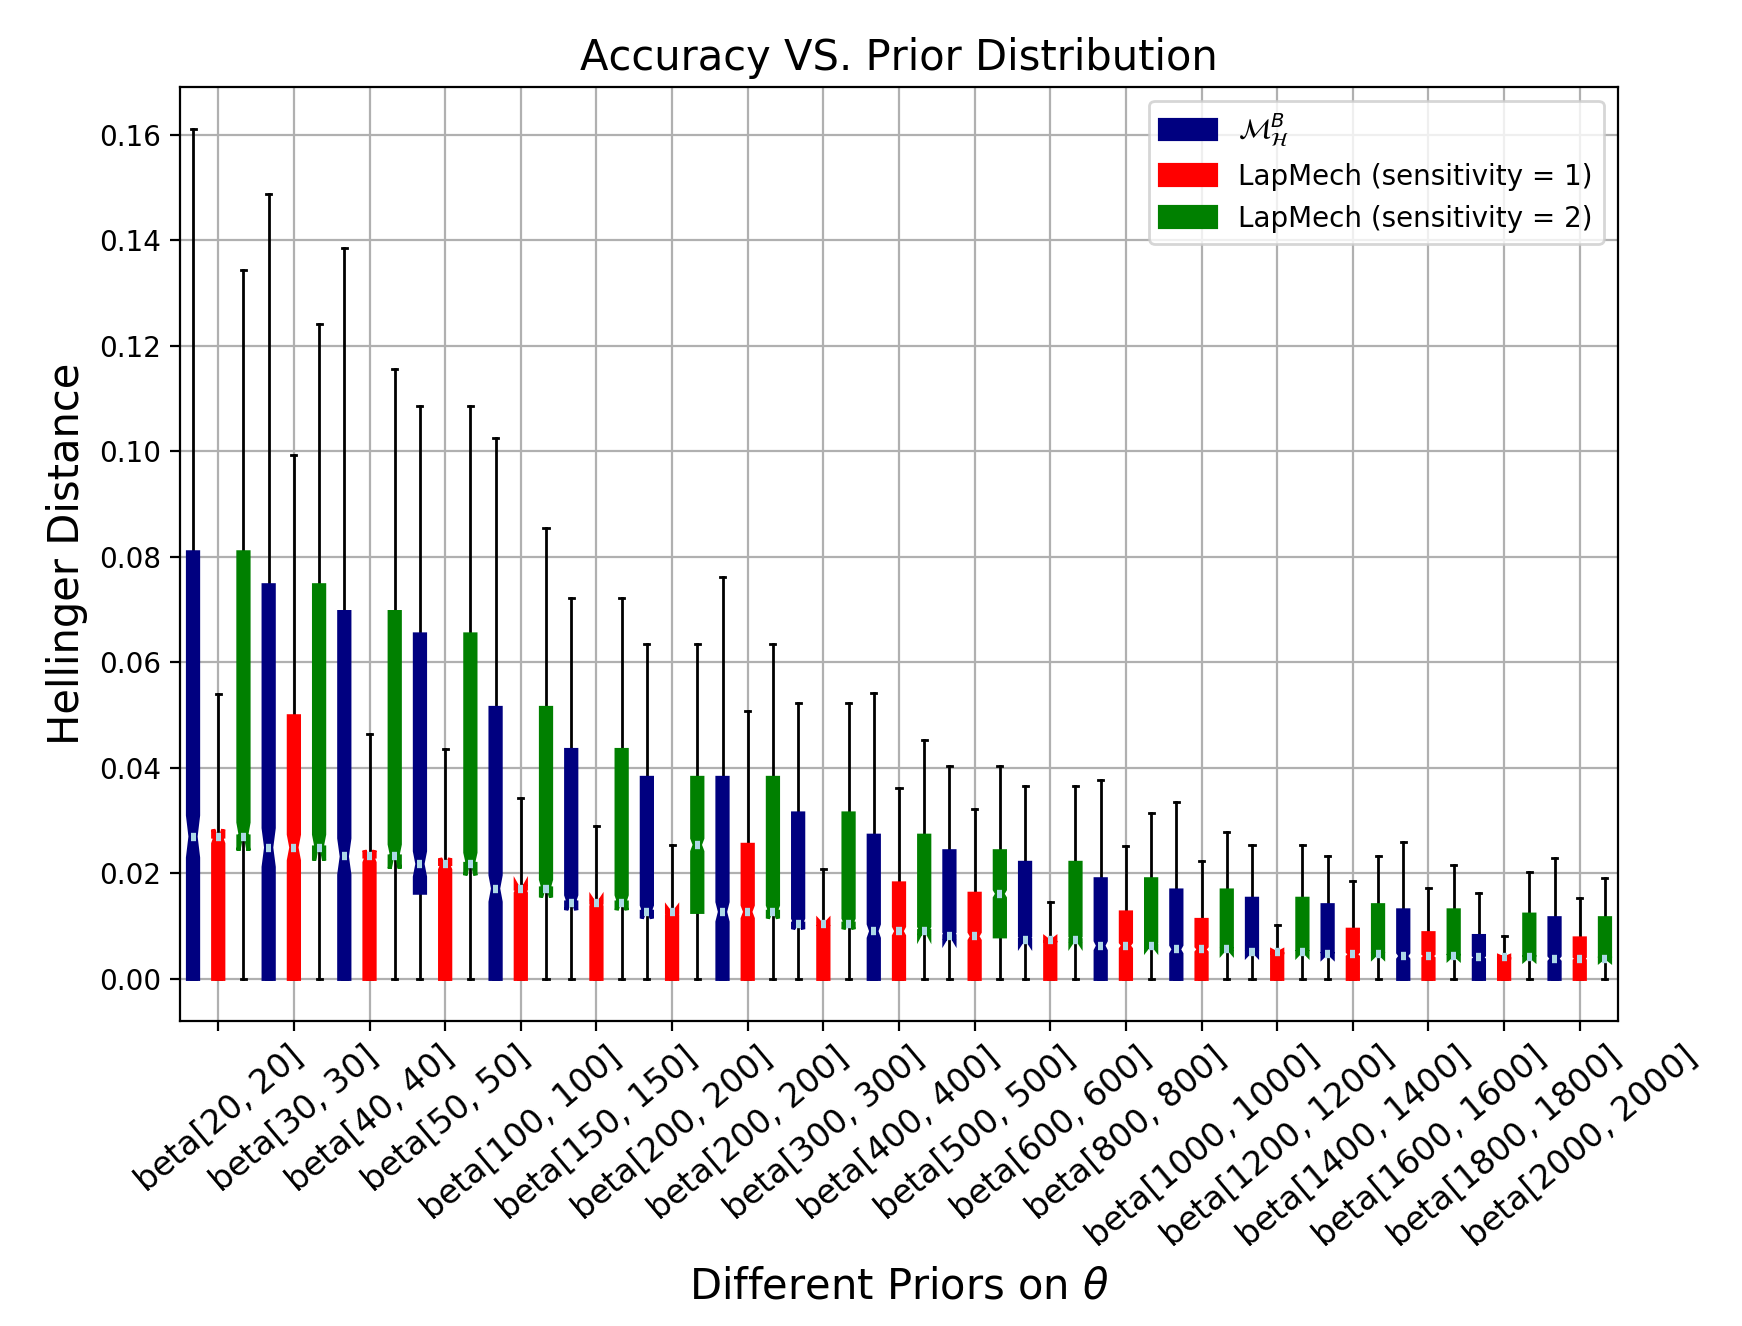 Accuracy VS. Prior Distribution
Hellinger Distance
0.16
0.14
0.12
0.10
0.08
0.06
0.04
0.02
0.00
ℳ_ℋ^B
LapMech (sensitivity = 1)
LapMech (sensitivity = 2)
beta[20, 20]
beta[30, 30]
beta[40, 40]
beta[50, 50]
beta[100, 100]
beta[150, 150]
beta[200, 200]
beta[200, 200]
beta[300, 300]
beta[400, 400]
beta[500, 500]
beta[600, 600]
beta[800, 800]
beta[1000, 1000]
beta[1200, 1200]
beta[1400, 1400]
beta[1600, 1600]
beta[1800, 1800]
beta[2000, 2000]
Different Priors on θ